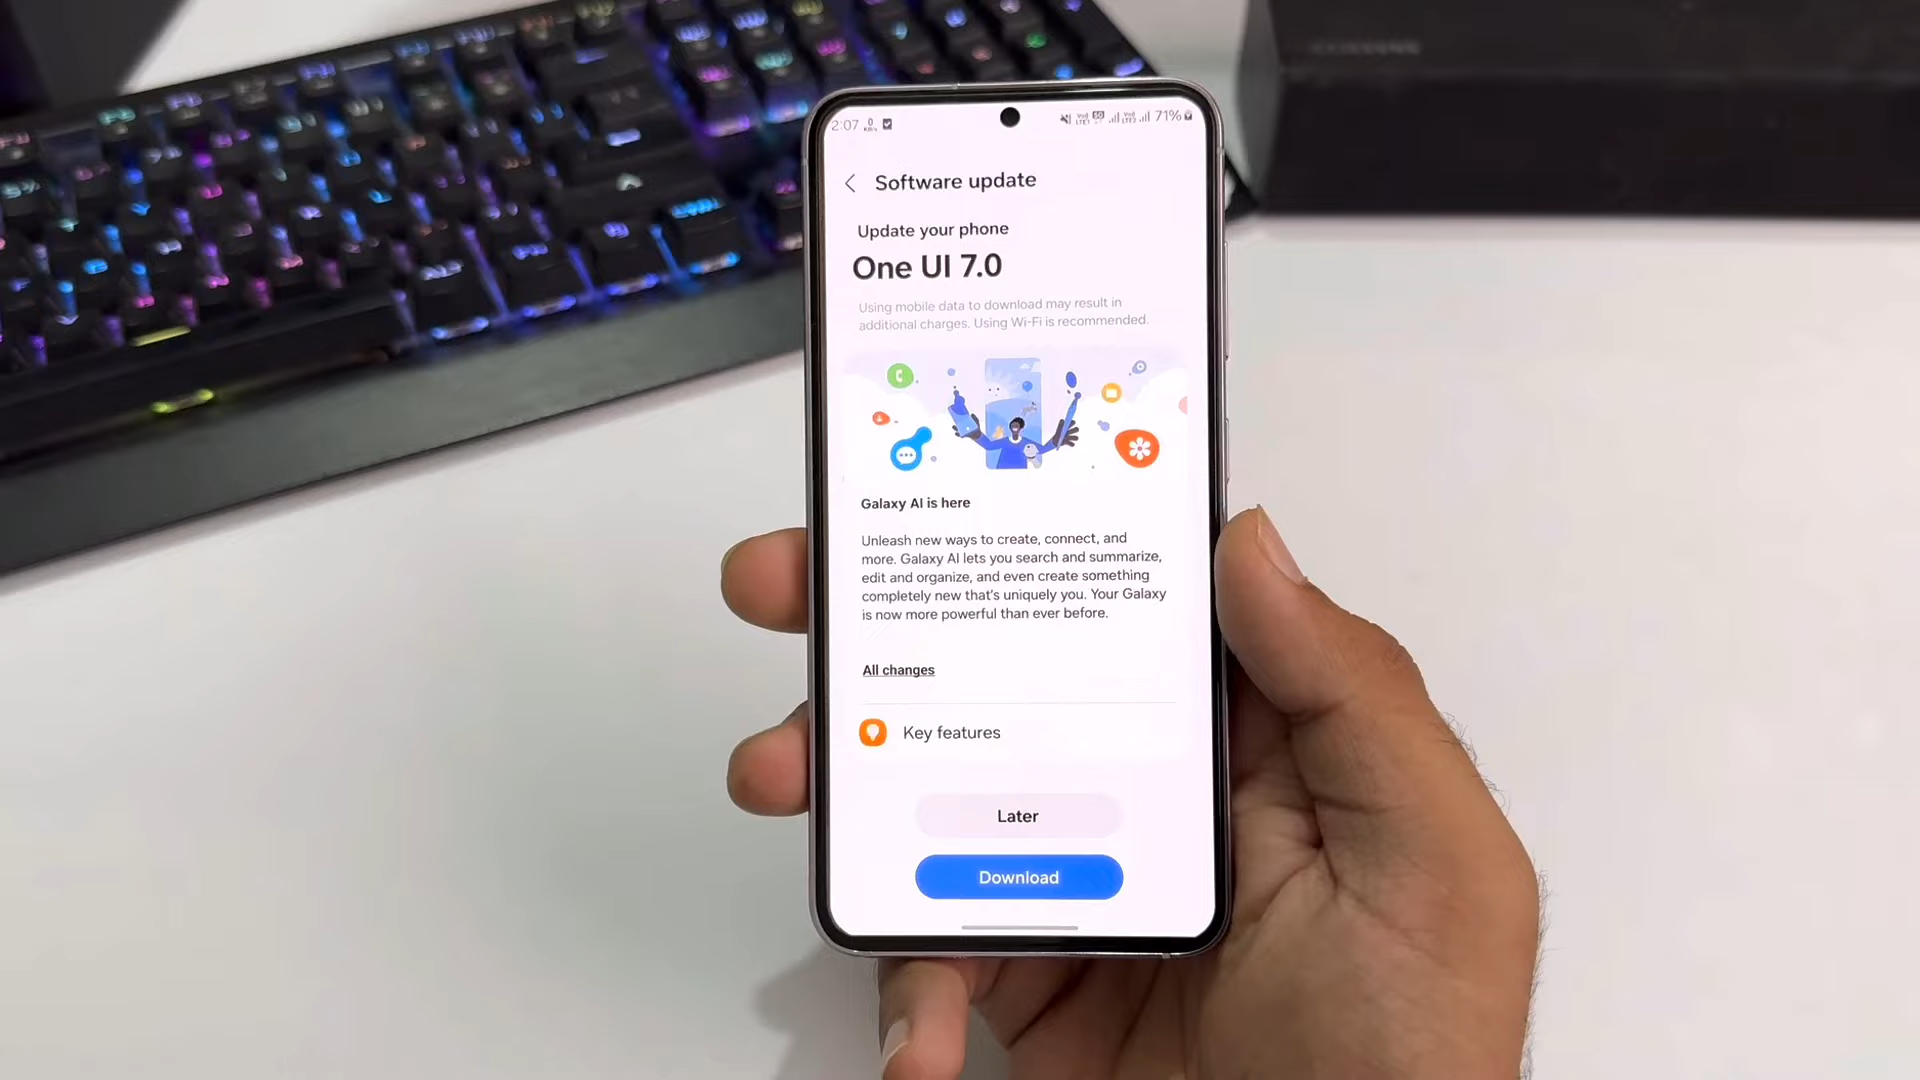 2:07
71%
Software update
Update your phone
One UI 7.0
Using mobile data to download may result in
additional charges. Using Wi-Fi is recommended.
Galaxy AI is here
Unleash new ways to create, connect, and
more. Galaxy AI lets you search and summarize,
edit and organize, and even create something
completely new that's uniquely you. Your Galaxy
is now more powerful than ever before.
All changes
Key features
Later
Download